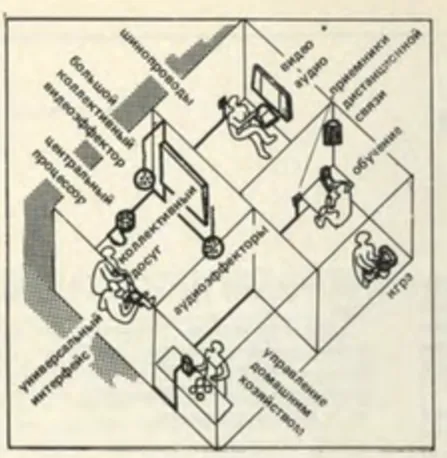 шинопроводы
большой
коллективный
видеоэффектор
центральный
процессор
видео
аудио
приемники
дистанционной
связи
обучение
коллективный
досуг
аудиоэффекторы
игра
универсальный
интерфейс
управление
домашним
хозяйством